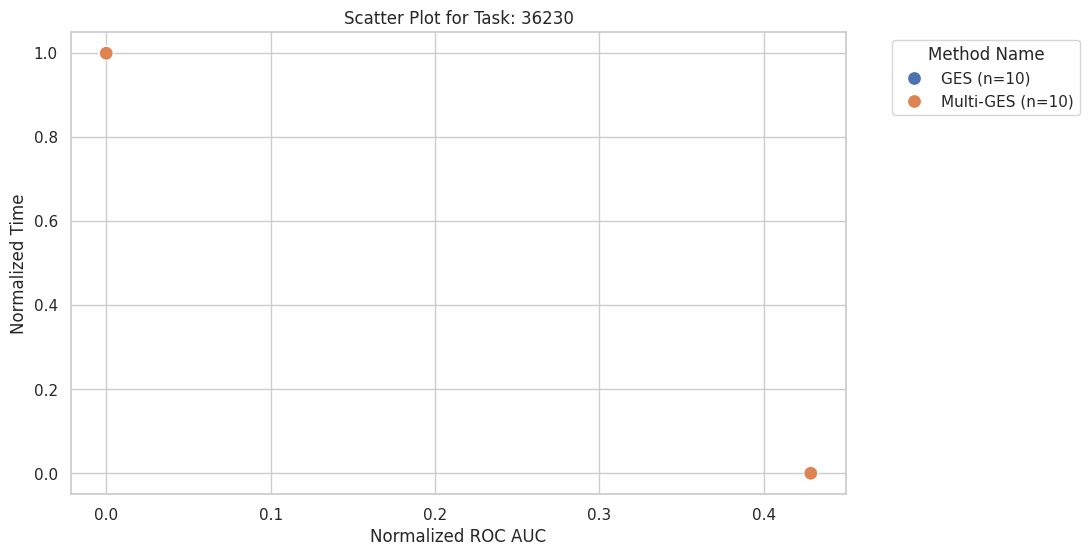 Scatter Plot for Task: 36230
1.0
0.8
0.6
0.4
0.2
0.0
Normalized Time
0.0 0.1 0.2 0.3 0.4
Normalized ROC AUC
Method Name
GES (n=10)
Multi-GES (n=10)